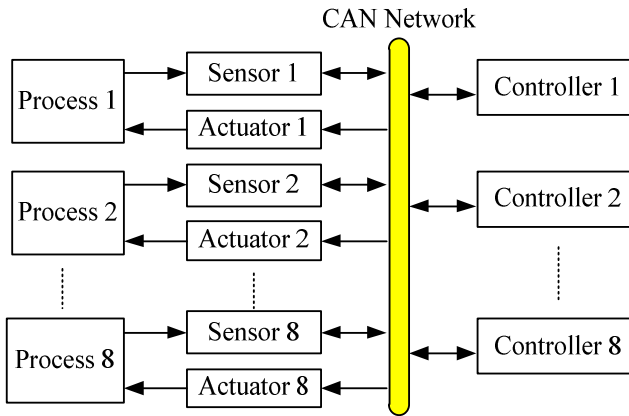 CAN Network
Process 1
Sensor 1
Actuator 1
Controller 1
Process 2
Sensor 2
Actuator 2
Controller 2
Process 8
Sensor 8
Actuator 8
Controller 8